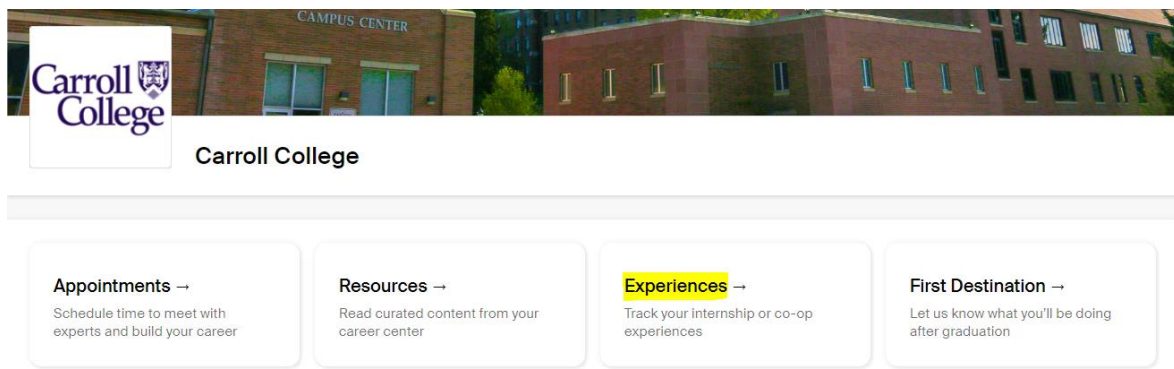 CAMPUS CENTER
Carroll
College
Carroll College
Appointments →
Schedule time to meet with
experts and build your career
Resources →
Read curated content from your
career center
Experiences →
Track your internship or co-op
experiences
First Destination →
Let us know what you'll be doing
after graduation